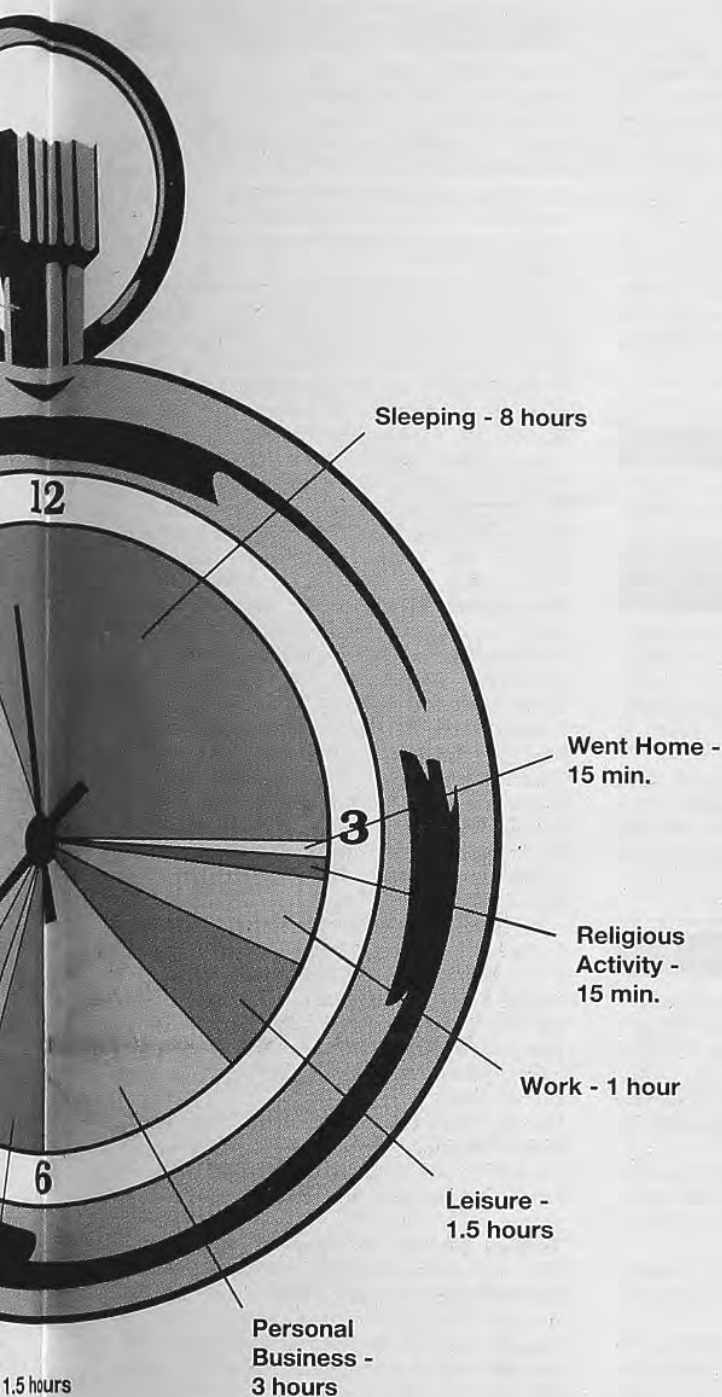 Sleeping - 8 hours
12
Went Home -
15 min.
3
Religious
Activity -
15 min.
Work - 1 hour
6
Leisure -
1.5 hours
Personal
Business -
3 hours
1.5 hours